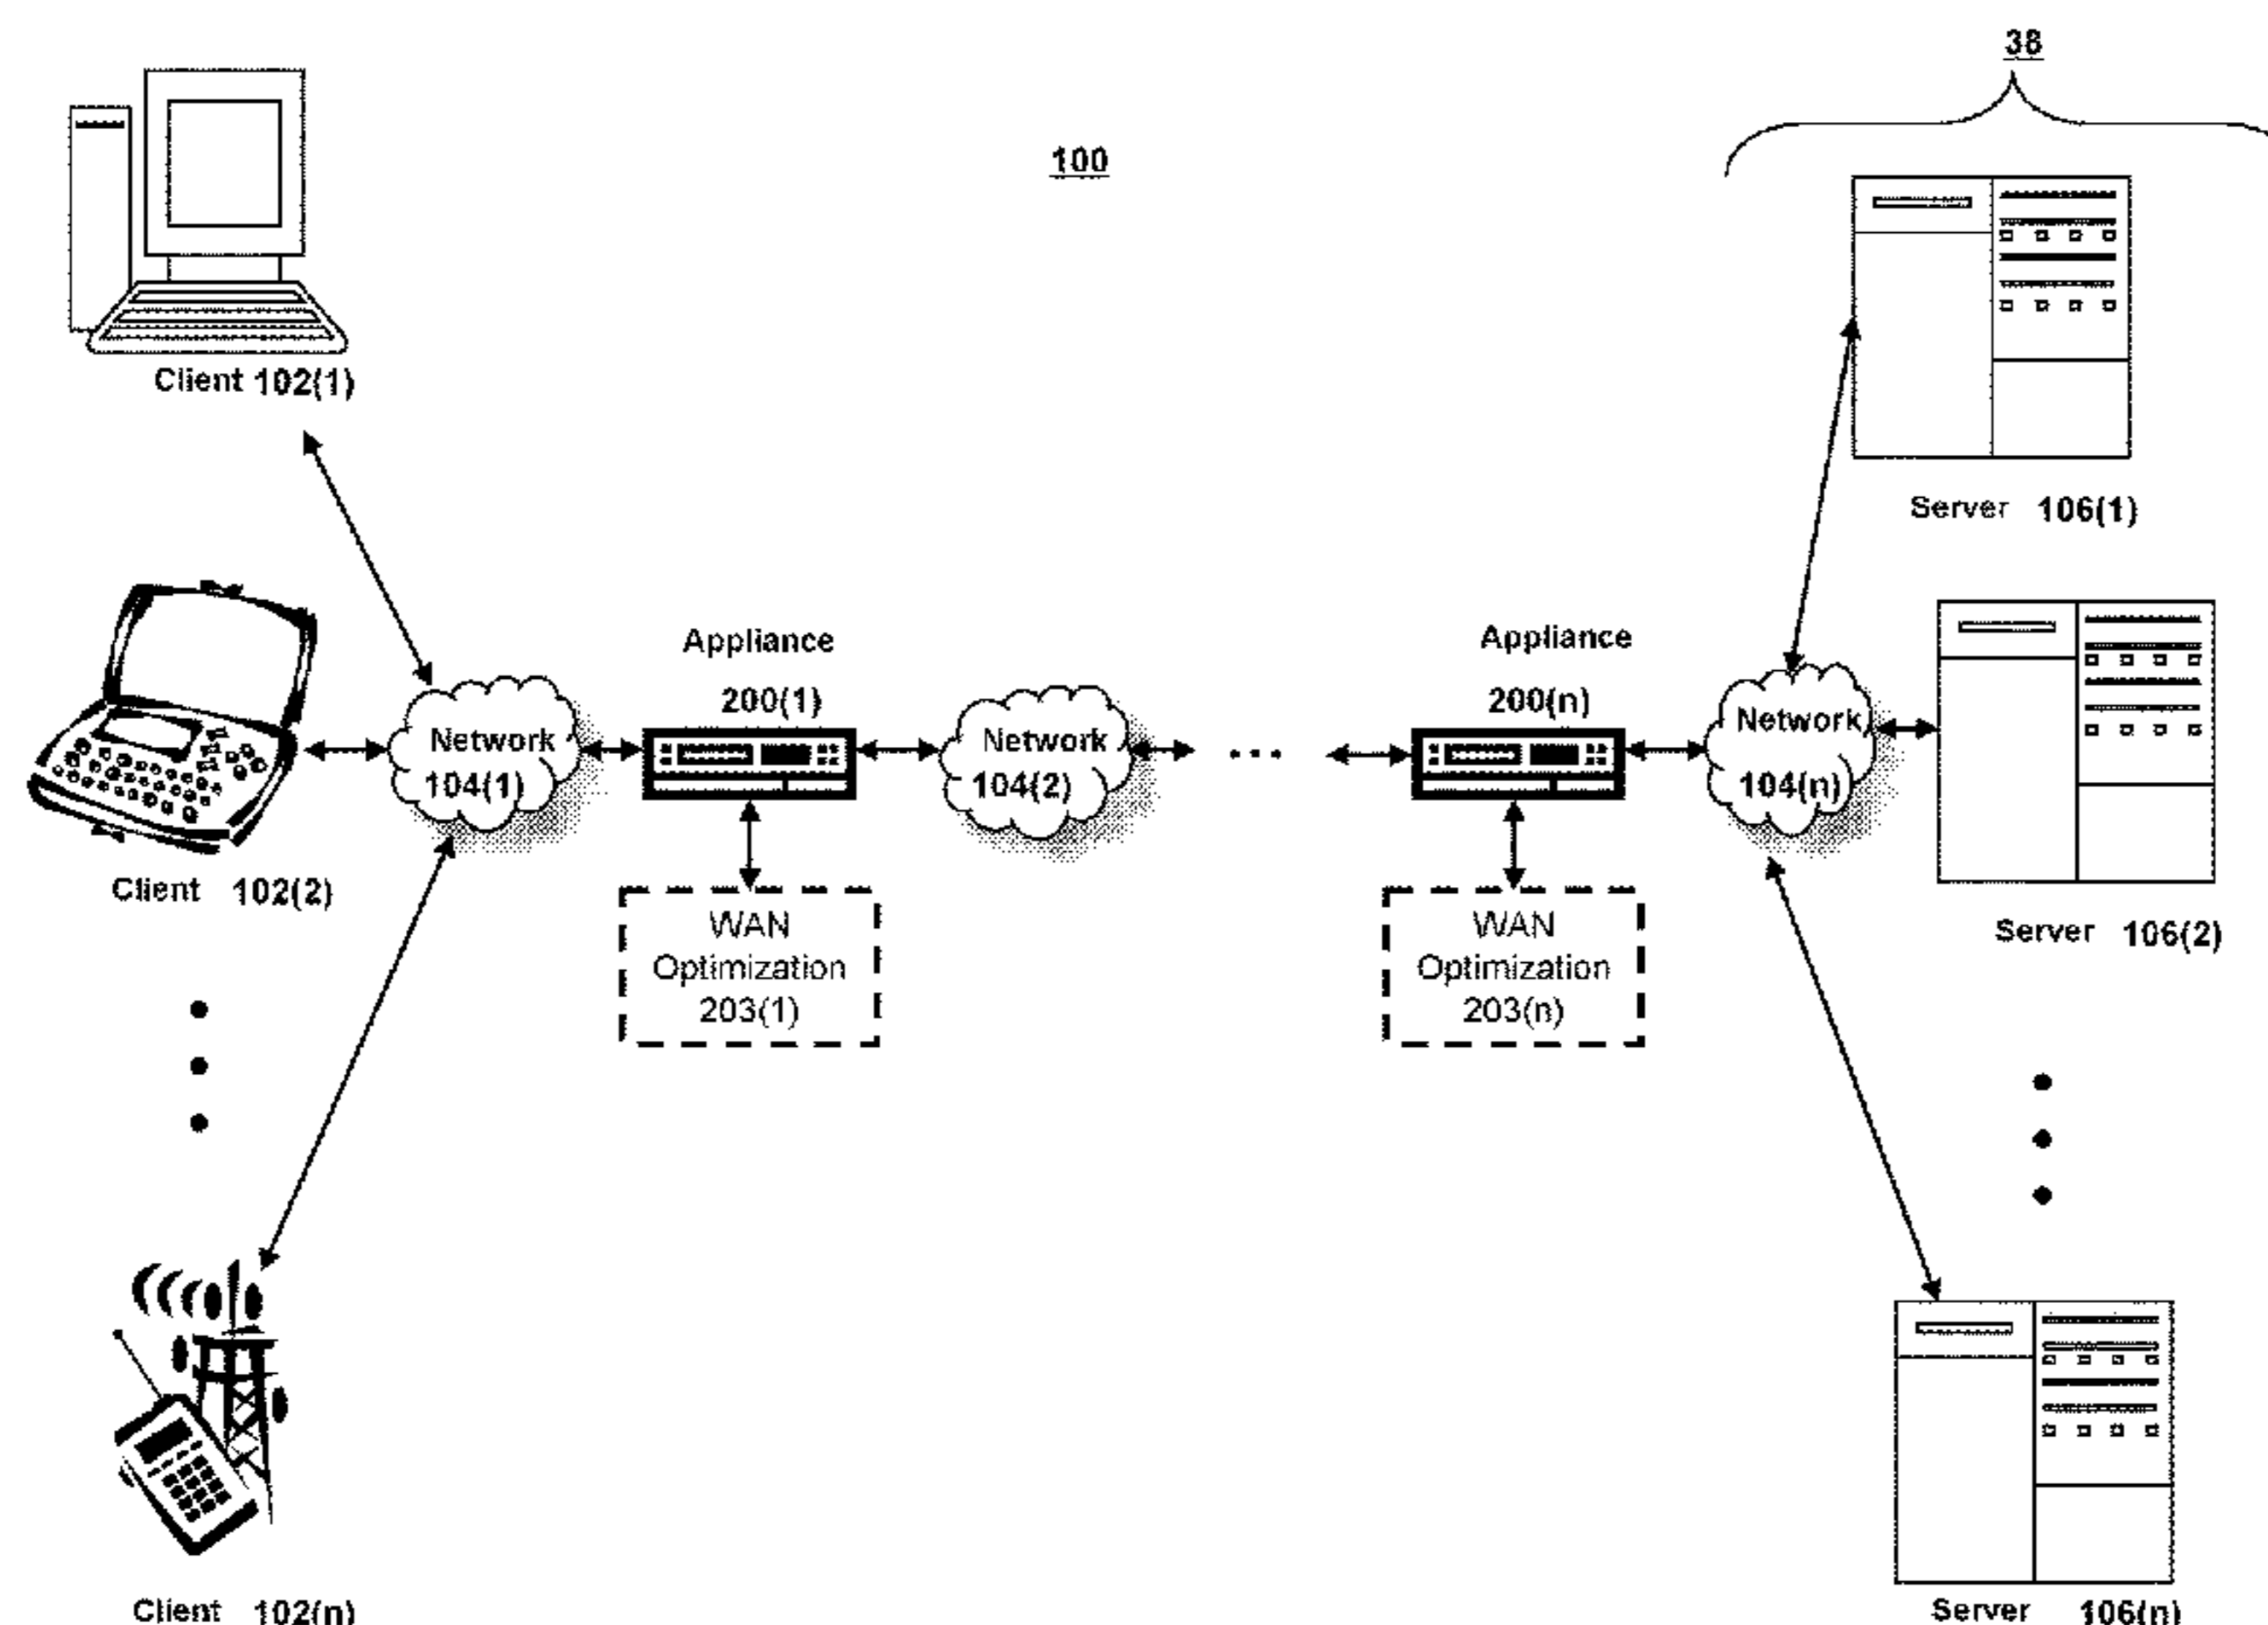 38
100
Client 102(1)
Server 106(1)
Appliance
200(1)
Appliance
200(n)
Network
104(1)
Network
104(2)
Network
104(n)
Client 102(2)
WAN
Optimization
203(1)
WAN
Optimization
203(n)
Server 106(2)
Client 102(n)
Server 106(n)